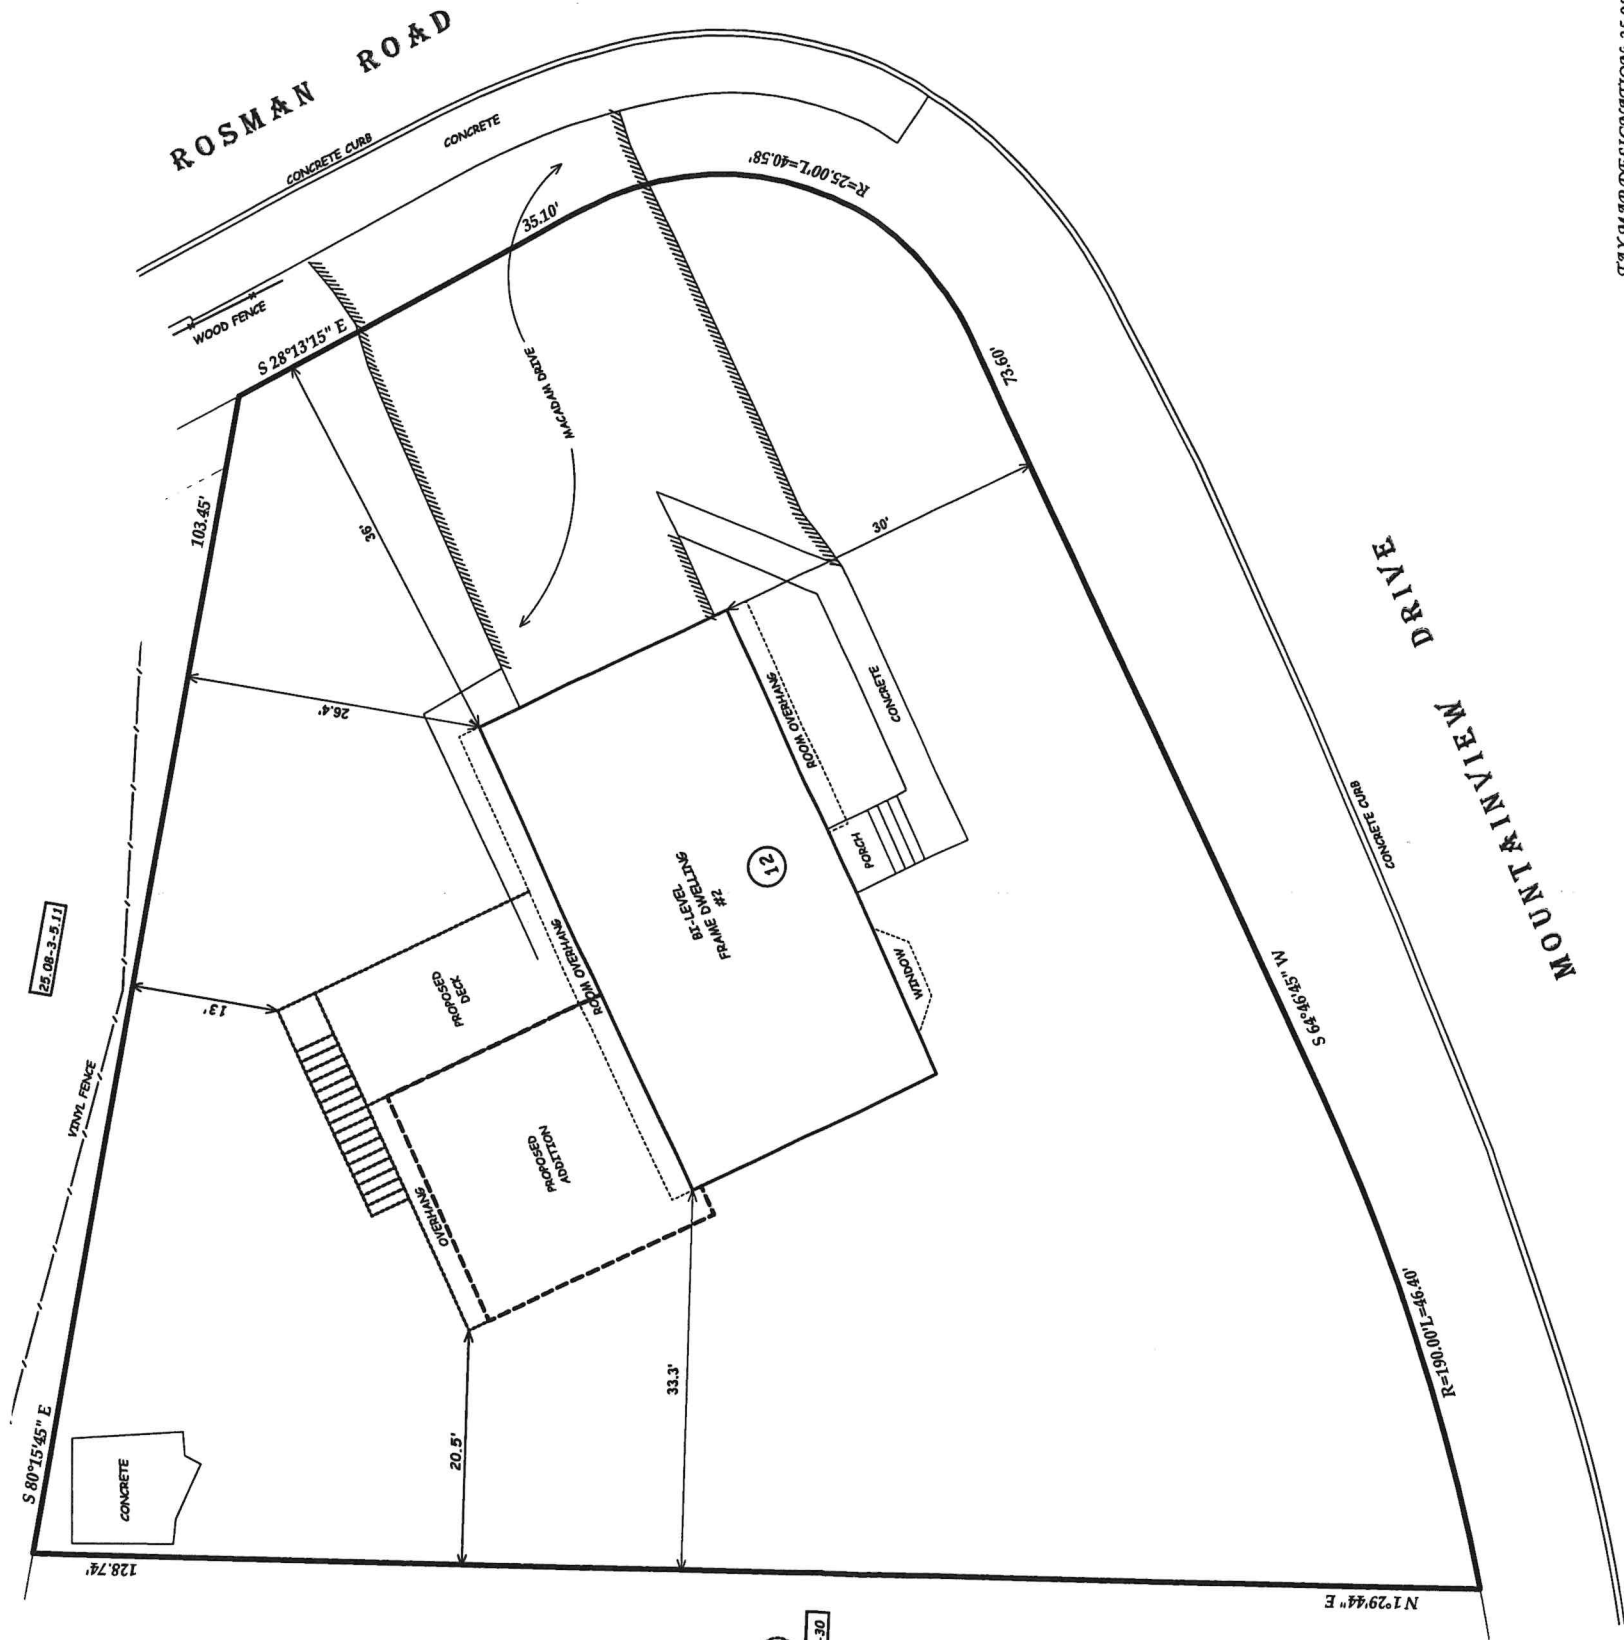 ROSMAN ROAD
CONCRETE CURB
CONCRETE
WOOD FENCE
S 28°13'15" E
35.10'
R=25.00'L=40.58'
MACADAM DRIVE
73.60'
103.45'
36'
30'
26.4'
ROOM OVERHANG
CONCRETE
PORCH
BI-LEVEL
FRAME DWELLING
#2
12
WINDOW
ROOM OVERHANG
PROPOSED
DECK
PROPOSED
ADDITION
OVERHANG
13'
25.08-3-5.11
VINYL FENCE
S 80°15'45" E
CONCRETE
20.5'
33.3'
128.74'
N 1°29'44" E
R=190.00'L=46.40'
S 64°46'45" W
CONCRETE CURB
MOUNTAINVIEW DRIVE